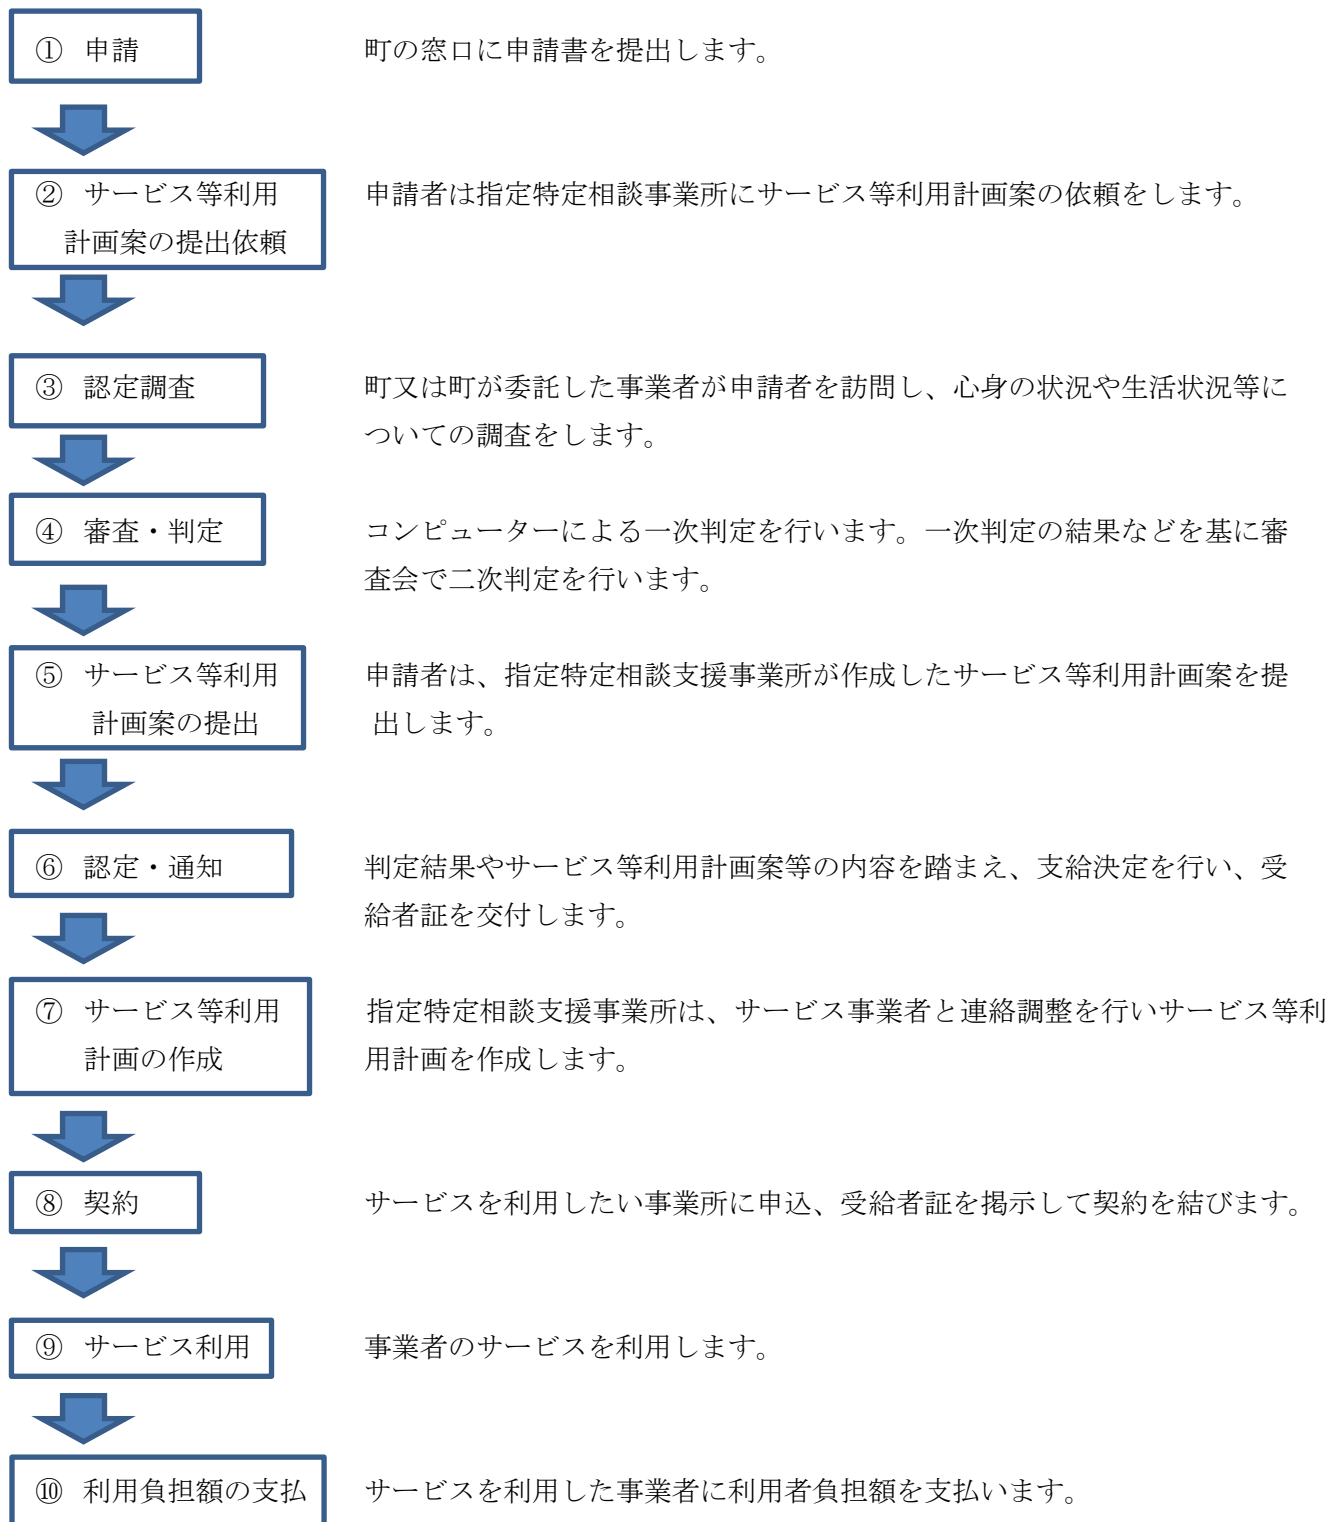 ① 申請
町の窓口に申請書を提出します。
② サービス等利用
計画案の提出依頼
申請者は指定特定相談事業所にサービス等利用計画案の依頼をします。
③ 認定調査
町又は町が委託した事業者が申請者を訪問し、心身の状況や生活状況等に
ついての調査をします。
④ 審査・判定
コンピューターによる一次判定を行います。一次判定の結果などを基に審
査会で二次判定を行います。
⑤ サービス等利用
計画案の提出
申請者は、指定特定相談支援事業所が作成したサービス等利用計画案を提
出します。
⑥ 認定・通知
判定結果やサービス等利用計画案等の内容を踏まえ、支給決定を行い、受
給者証を交付します。
⑦ サービス等利用
計画の作成
指定特定相談支援事業所は、サービス事業者と連絡調整を行いサービス等利
用計画を作成します。
⑧ 契約
サービスを利用したい事業所に申込、受給者証を掲示して契約を結びます。
⑨ サービス利用
事業者のサービスを利用します。
⑩ 利用負担額の支払
サービスを利用した事業者に利用者負担額を支払います。